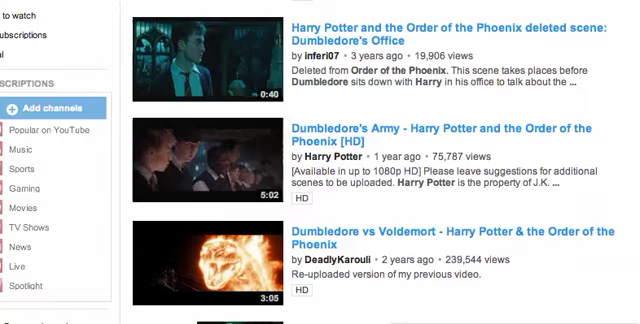 to watch
ubscriptions
SCRIPTIONS
Add channels
Popular on YouTube
Music
Sports
Gaming
Movies
TV Shows
News
Live
Spotlight
0:40
Harry Potter and the Order of the Phoenix deleted scene:
Dumbledore's Office
by inferi07 • 3 years ago • 19,906 views
Deleted from Order of the Phoenix. This scene takes places before
Dumbledore sits down with Harry in his office to talk about the ...
5:02
Dumbledore's Army - Harry Potter and the Order of the
Phoenix [HD]
by Harry Potter • 1 year ago • 75,787 views
[Available in up to 1080p HD] Please leave suggestions for additional
scenes to be uploaded. Harry Potter is the property of J.K. ...
HD
3:05
Dumbledore vs Voldemort - Harry Potter & the Order of the
Phoenix
by DeadlyKarouli • 2 years ago • 239,544 views
Re-uploaded version of my previous video.
HD